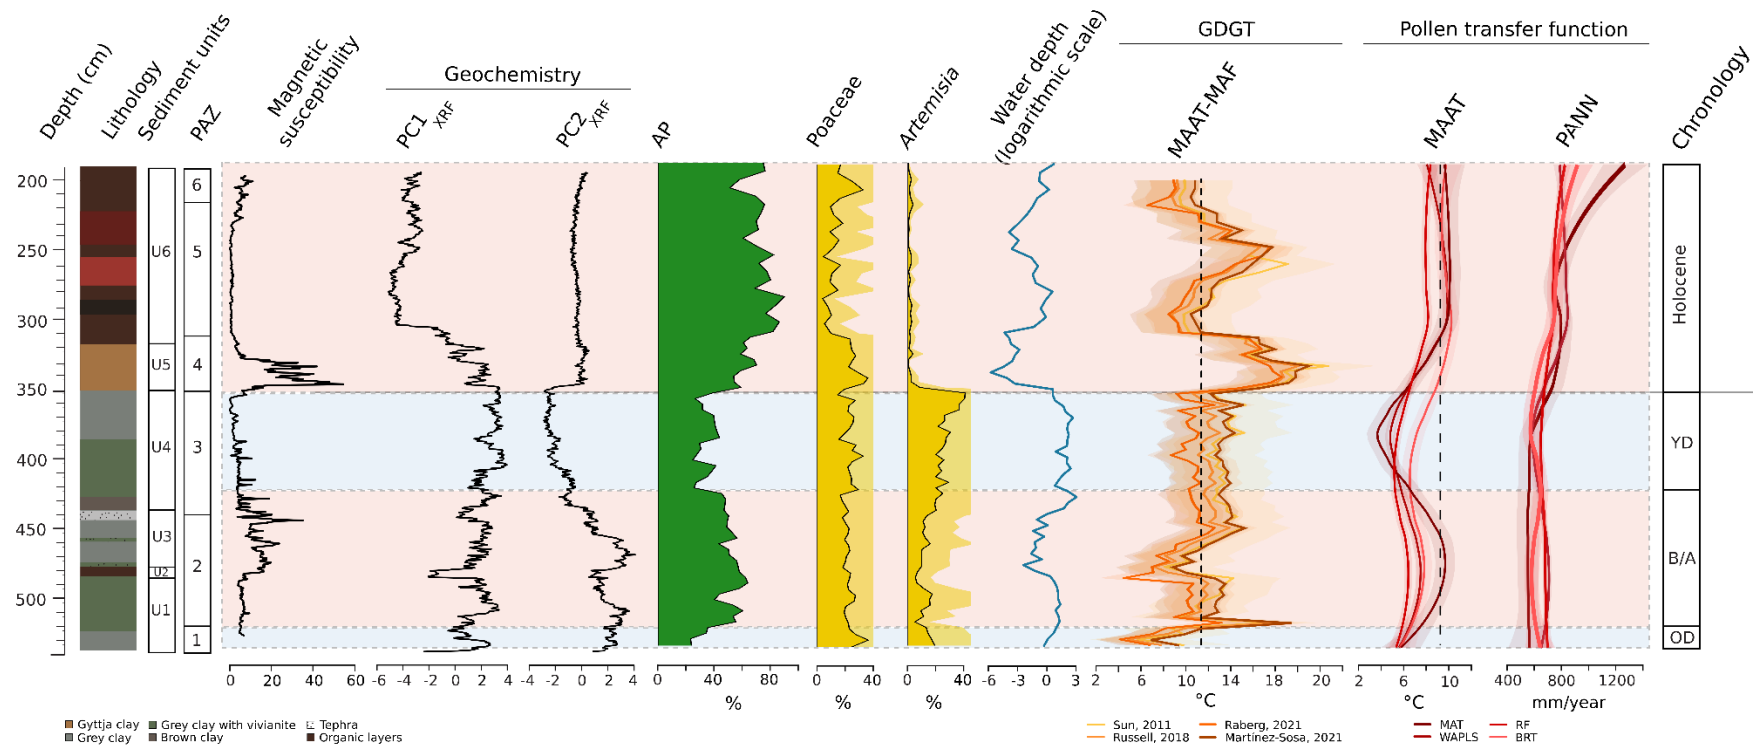 Depth (cm)
Lithology
Sediment units
PAZ
Magnetic
susceptibility
Geochemistry
PC1 XRF
PC2 XRF
AP
Poaceae
Artemisia
Water depth
(logarithmic scale)
GDGT
MAAT-MAF
Pollen transfer function
MAAT
PANN
Chronology
200
250
300
350
400
450
500
U6
U5
U4
U3
U2
U1
6
5
4
3
2
1
Holocene
YD
B/A
OD
0 20 40 60
-6 -4 -2 0 2 4
-4 -2 0 2 4
0 40 80
%
0 40
%
0 40
%
-6 -3 0 3
2 6 10 14 18 22
°C
2 6 10
°C
400 800 1200
mm/year
Gyttja clay
Grey clay
Grey clay with vivianite
Brown clay
Tephra
Organic layers
Sun, 2011
Russell, 2018
Raberg, 2021
Martínez-Sosa, 2021
MAT
WAPLS
RF
BRT